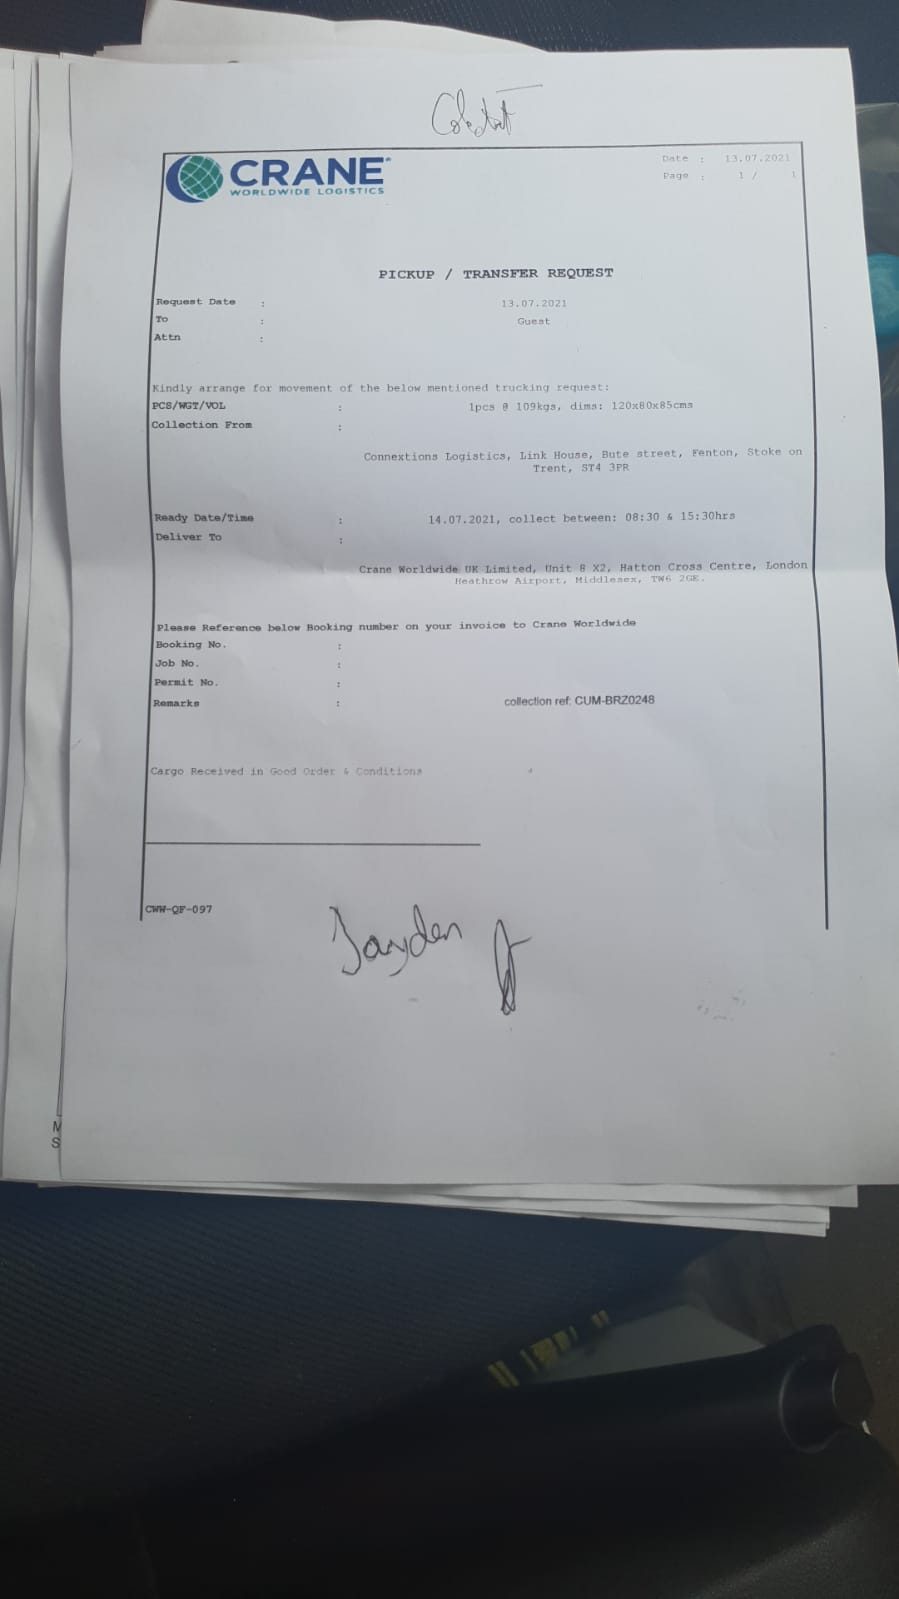 CRANE
WORLDWIDE LOGISTICS
Date : 13.07.2021
Page : 1 / 1
PICKUP / TRANSFER REQUEST
Request Date : 13.07.2021
To : Guest
Attn :
Kindly arrange for movement of the below mentioned trucking request:
PCS/WGT/VOL : 1pcs @ 109kgs, dims: 120x80x85cms
Collection From :
Connextions Logistics, Link House, Bute street, Fenton, Stoke on
Trent, ST4 3PR
Ready Date/Time : 14.07.2021, collect between: 08:30 & 15:30hrs
Deliver To :
Crane Worldwide UK Limited, Unit 8 X2, Hatton Cross Centre, London
Heathrow Airport, Middlesex, TW6 2GE.
Please Reference below Booking number on your invoice to Crane Worldwide
Booking No. :
Job No. :
Permit No. :
Remarks : collection ref: CUM-BRZ0248
Cargo Received in Good Order & Conditions
CWW-QF-097
Jayden
M
S